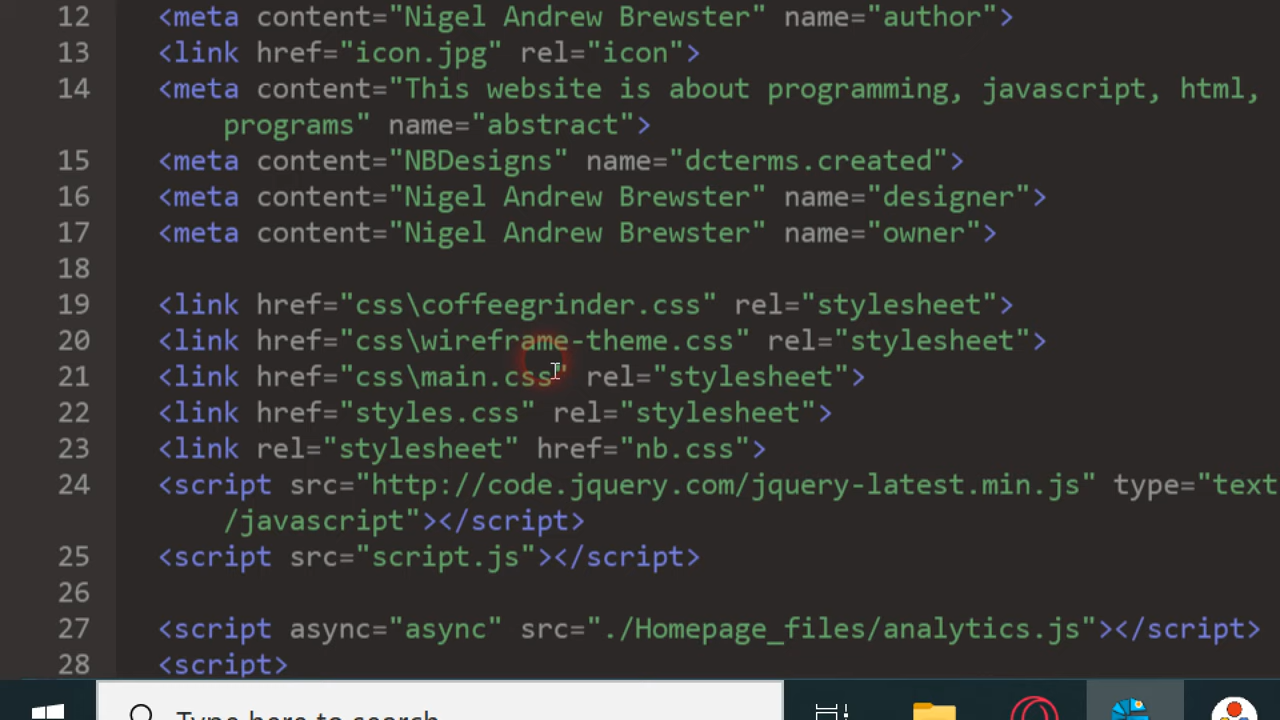 12 <meta content="Nigel Andrew Brewster" name="author">
13 <link href="icon.jpg" rel="icon">
14 <meta content="This website is about programming, javascript, html,
programs" name="abstract">
15 <meta content="NBDesigns" name="dcterms.created">
16 <meta content="Nigel Andrew Brewster" name="designer">
17 <meta content="Nigel Andrew Brewster" name="owner">
18
19 <link href="css\coffeegrinder.css" rel="stylesheet">
20 <link href="css\wireframe-theme.css" rel="stylesheet">
21 <link href="css\main.css" rel="stylesheet">
22 <link href="styles.css" rel="stylesheet">
23 <link rel="stylesheet" href="nb.css">
24 <script src="http://code.jquery.com/jquery-latest.min.js" type="text
/javascript"></script>
25 <script src="script.js"></script>
26
27 <script async="async" src="./Homepage_files/analytics.js"></script>
28 <script>
Type here to search